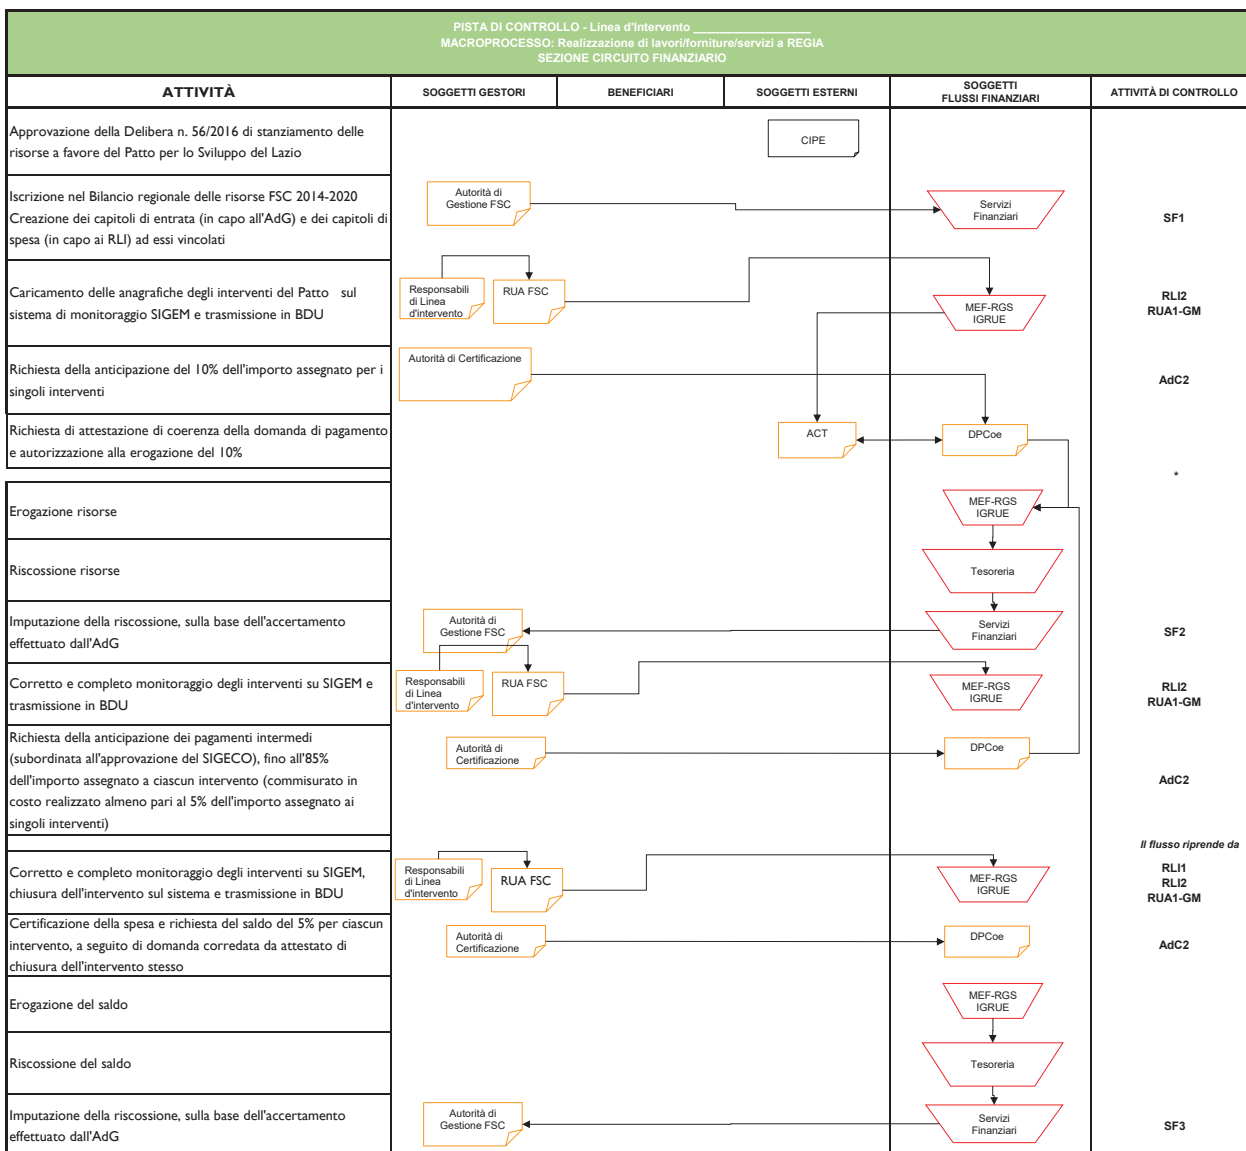 PISTA DI CONTROLLO - Linea d'Intervento ___________________
MACROPROCESSO: Realizzazione di lavori/forniture/servizi a REGIA
SEZIONE CIRCUITO FINANZIARIO
ATTIVITÀ
SOGGETTI GESTORI
BENEFICIARI
SOGGETTI ESTERNI
SOGGETTI
FLUSSI FINANZIARI
ATTIVITÀ DI CONTROLLO
Approvazione della Delibera n. 56/2016 di stanziamento delle
risorse a favore del Patto per lo Sviluppo del Lazio
CIPE
Iscrizione nel Bilancio regionale delle risorse FSC 2014-2020
Creazione dei capitoli di entrata (in capo all'AdG) e dei capitoli di
spesa (in capo ai RLI) ad essi vincolati
Autorità di
Gestione FSC
Servizi
Finanziari
SF1
Caricamento delle anagrafiche degli interventi del Patto sul
sistema di monitoraggio SIGEM e trasmissione in BDU
Responsabili
di Linea
d'intervento
RUA FSC
MEF-RGS
IGRUE
RLI2
RUA1-GM
Richiesta della anticipazione del 10% dell'importo assegnato per i
singoli interventi
Autorità di Certificazione
AdC2
Richiesta di attestazione di coerenza della domanda di pagamento
e autorizzazione alla erogazione del 10%
ACT
DPCoe
*
Erogazione risorse
MEF-RGS
IGRUE
Riscossione risorse
Tesoreria
Imputazione della riscossione, sulla base dell'accertamento
effettuato dall'AdG
Autorità di
Gestione FSC
Servizi
Finanziari
SF2
Corretto e completo monitoraggio degli interventi su SIGEM e
trasmissione in BDU
Responsabili
di Linea
d'intervento
RUA FSC
MEF-RGS
IGRUE
RLI2
RUA1-GM
Richiesta della anticipazione dei pagamenti intermedi
(subordinata all'approvazione del SIGECO), fino all'85%
dell'importo assegnato a ciascun intervento (commisurato in
costo realizzato almeno pari al 5% dell'importo assegnato ai
singoli interventi)
Autorità di
Certificazione
DPCoe
AdC2
Il flusso riprende da
Corretto e completo monitoraggio degli interventi su SIGEM,
chiusura dell'intervento sul sistema e trasmissione in BDU
Responsabili
di Linea
d'intervento
RUA FSC
MEF-RGS
IGRUE
RLI1
RLI2
RUA1-GM
Certificazione della spesa e richiesta del saldo del 5% per ciascun
intervento, a seguito di domanda corredata da attestato di
chiusura dell'intervento stesso
Autorità di
Certificazione
DPCoe
AdC2
Erogazione del saldo
MEF-RGS
IGRUE
Riscossione del saldo
Tesoreria
Imputazione della riscossione, sulla base dell'accertamento
effettuato dall'AdG
Autorità di
Gestione FSC
Servizi
Finanziari
SF3